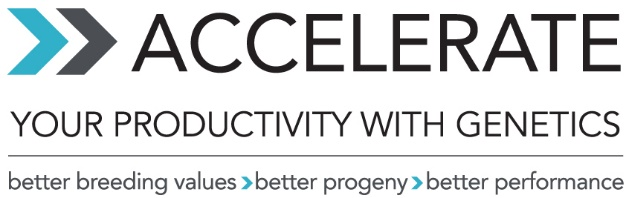 ACCELERATE
YOUR PRODUCTIVITY WITH GENETICS
better breeding values › better progeny › better performance